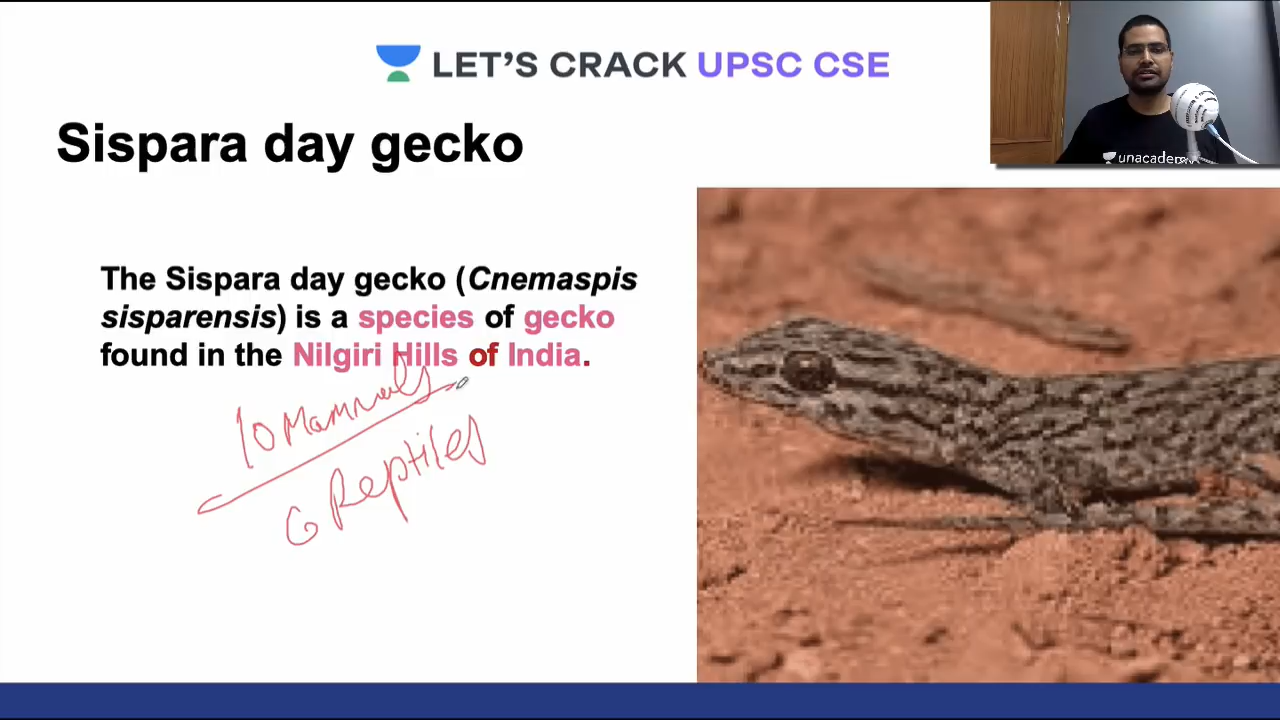 LET'S CRACK UPSC CSE
Sispara day gecko
unacademy
The Sispara day gecko (Cnemaspis
sisparensis) is a species of gecko
found in the Nilgiri Hills of India.
10 Mammals
6 Reptiles